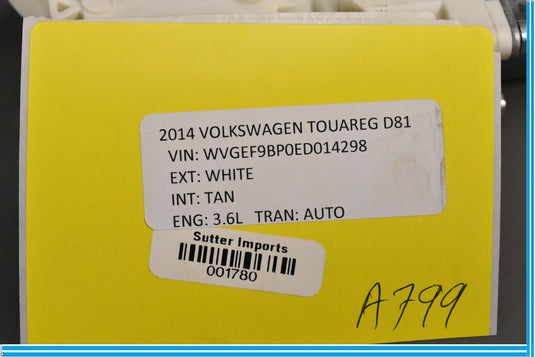 2014 VOLKSWAGEN TOUAREG D81
VIN: WVGEF9BP0ED014298
EXT: WHITE
INT: TAN
ENG: 3.6L TRAN: AUTO
Sutter Imports
001780
A799